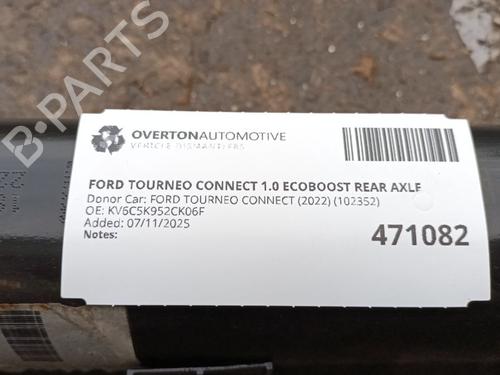 B-PARTS
OVERTONAUTOMOTIVE
VEHICLE DISMANTLERS
FORD TOURNEO CONNECT 1.0 ECOBOOST REAR AXLE
Donor Car: FORD TOURNEO CONNECT (2022) (102352)
OE: KV6C5K952CK06F
Added: 07/11/2025
Notes:
471082